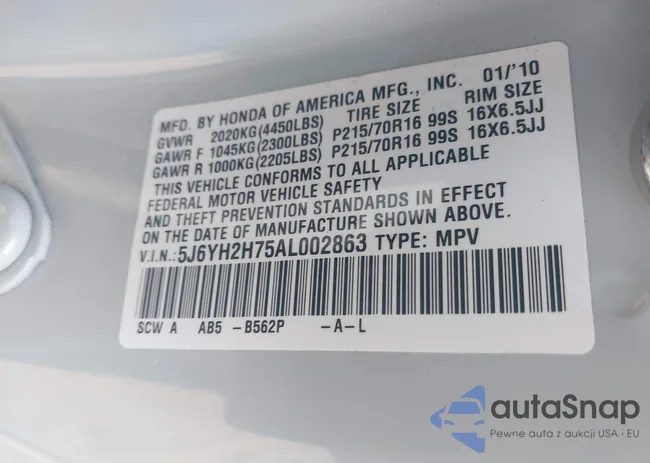 MFD. BY HONDA OF AMERICA MFG., INC. 01/'10
GVWR 2020KG(4450LBS) TIRE SIZE RIM SIZE
GAWR F 1045KG(2300LBS) P215/70R16 99S 16X6.5JJ
GAWR R 1000KG(2205LBS) P215/70R16 99S 16X6.5JJ
THIS VEHICLE CONFORMS TO ALL APPLICABLE
FEDERAL MOTOR VEHICLE SAFETY
AND THEFT PREVENTION STANDARDS IN EFFECT
ON THE DATE OF MANUFACTURE SHOWN ABOVE.
V.I.N.:5J6YH2H75AL002863 TYPE: MPV
SCW A AB5 -B562P -A-L
autoSnap
Pewne auta z aukcji USA i EU